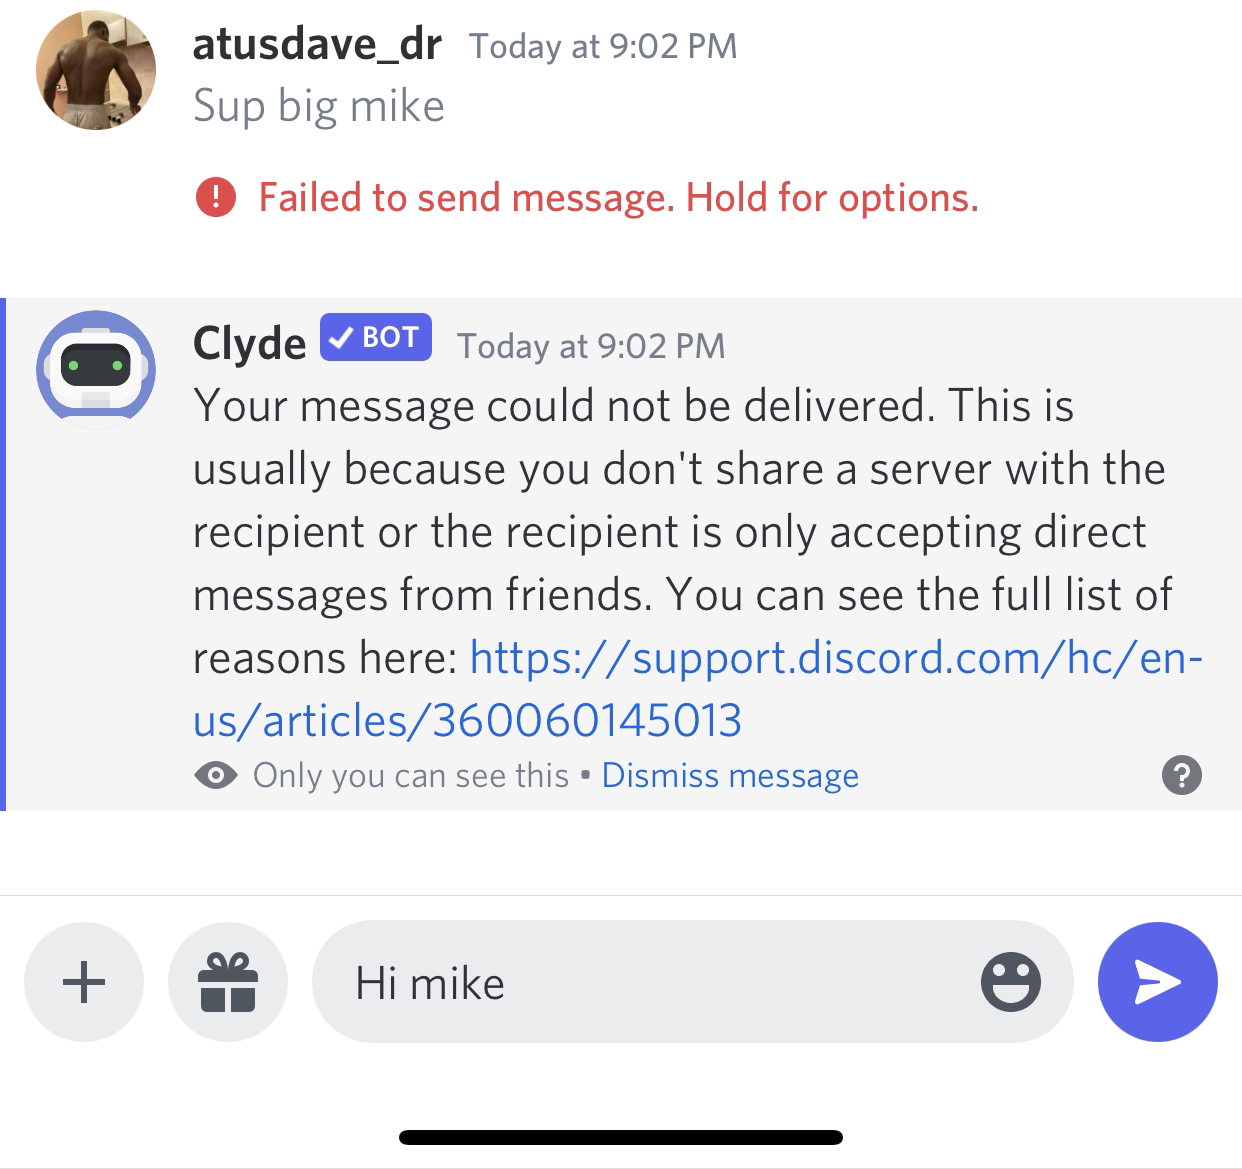 atusdave_dr Today at 9:02 PM
Sup big mike
! Failed to send message. Hold for options.
Clyde ✓ BOT Today at 9:02 PM
Your message could not be delivered. This is
usually because you don't share a server with the
recipient or the recipient is only accepting direct
messages from friends. You can see the full list of
reasons here: https://support.discord.com/hc/en-
us/articles/360060145013
Only you can see this • Dismiss message ?
Hi mike